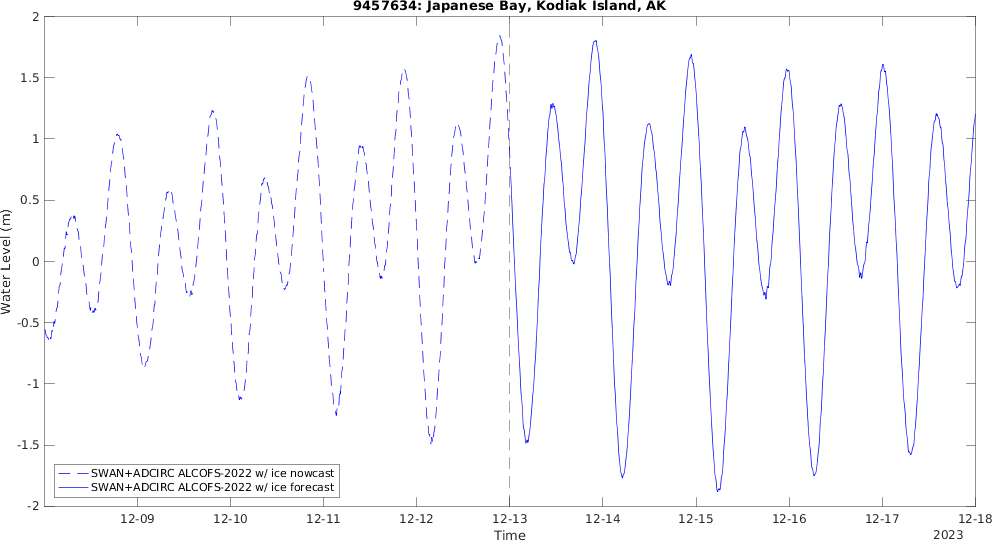 9457634: Japanese Bay, Kodiak Island, AK
2
1.5
1
0.5
0
-0.5
-1
-1.5
-2
Water Level (m)
SWAN+ADCIRC ALCOFS-2022 w/ ice nowcast
SWAN+ADCIRC ALCOFS-2022 w/ ice forecast
12-09 12-10 12-11 12-12 12-13 12-14 12-15 12-16 12-17 12-18
Time
2023